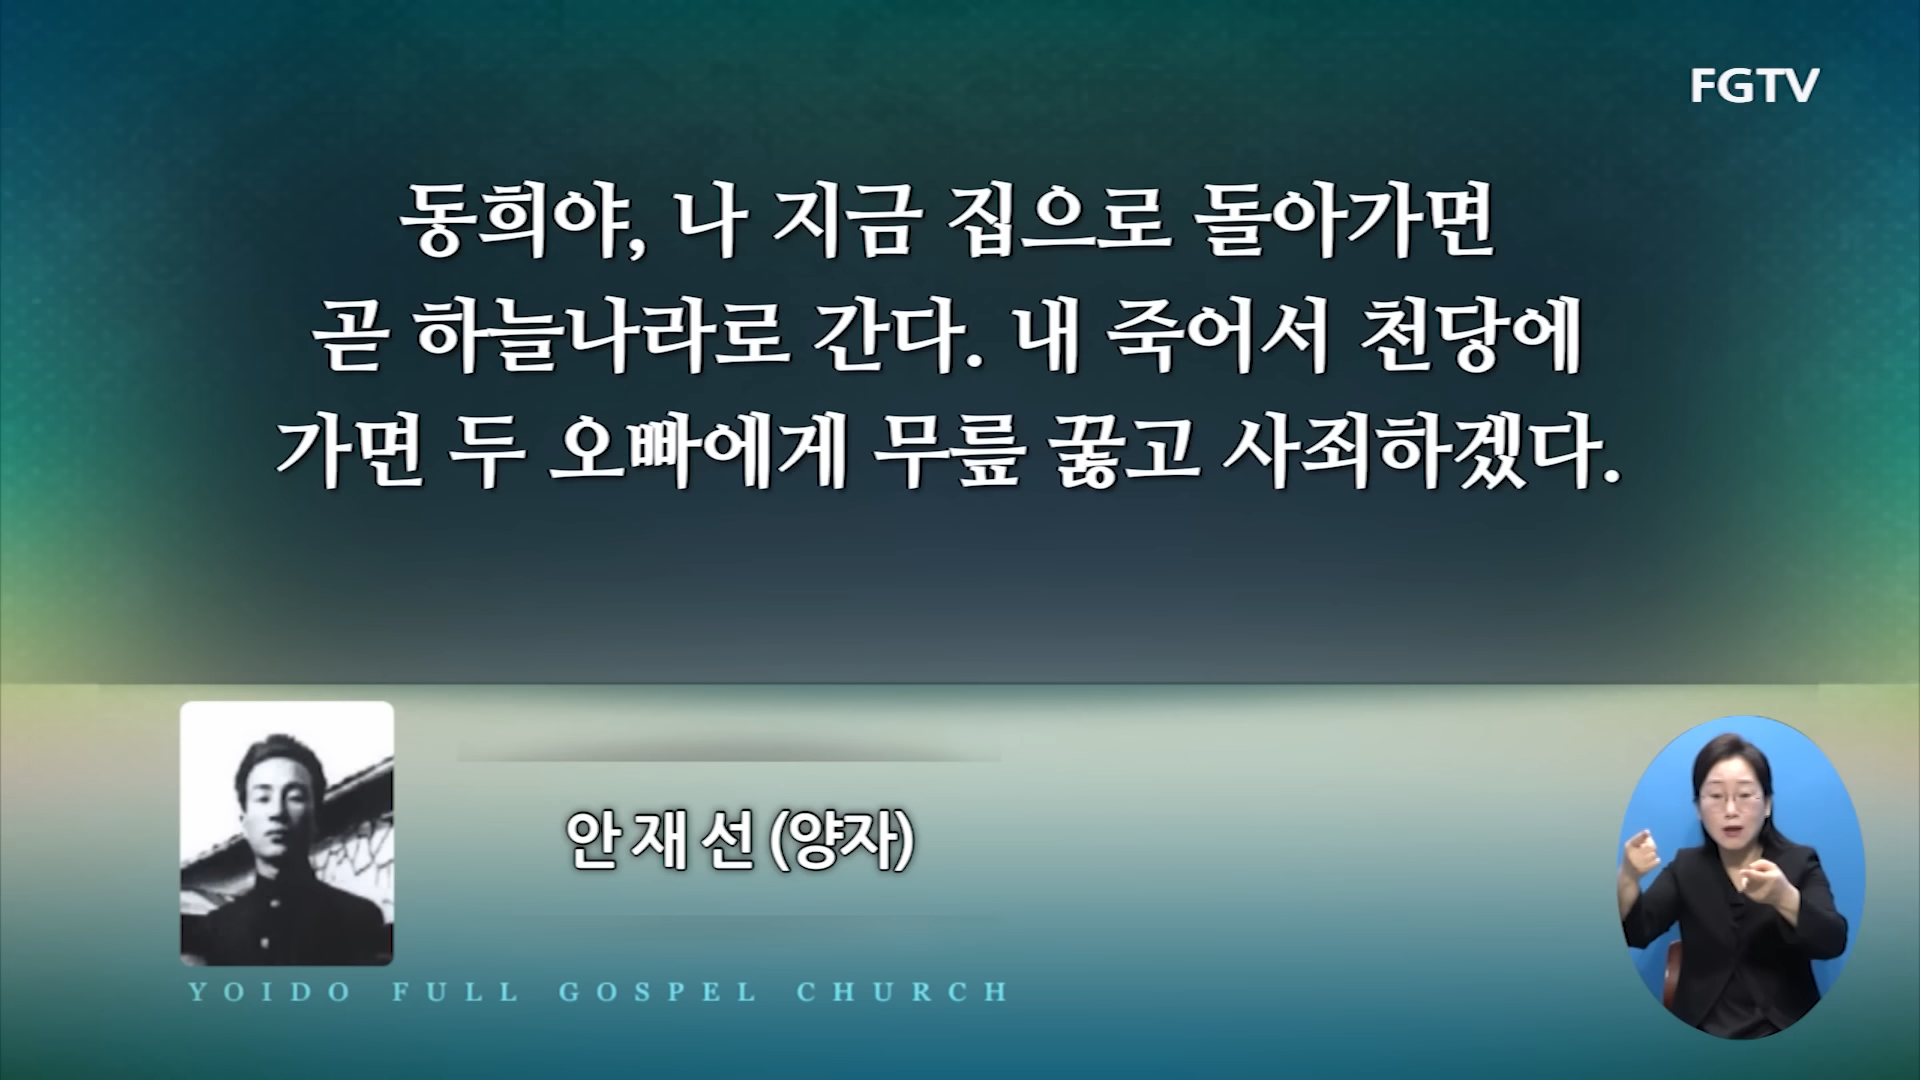 FGTV
동희야, 나 지금 집으로 돌아가면
곧 하늘나라로 간다. 내 죽어서 천당에
가면 두 오빠에게 무릎 꿇고 사죄하겠다.
안재선 (양자)
YOIDO FULL GOSPEL CHURCH